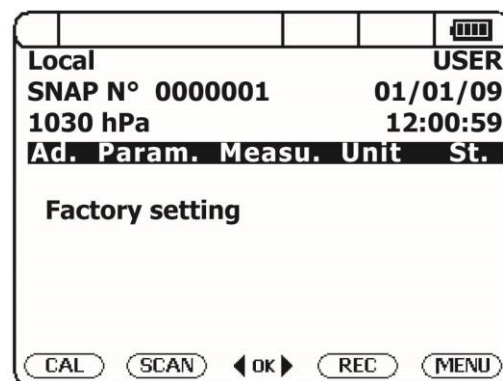 Local USER
SNAP N° 0000001 01/01/09
1030 hPa 12:00:59
Ad. Param. Measu. Unit St.
Factory setting
CAL SCAN OK REC MENU